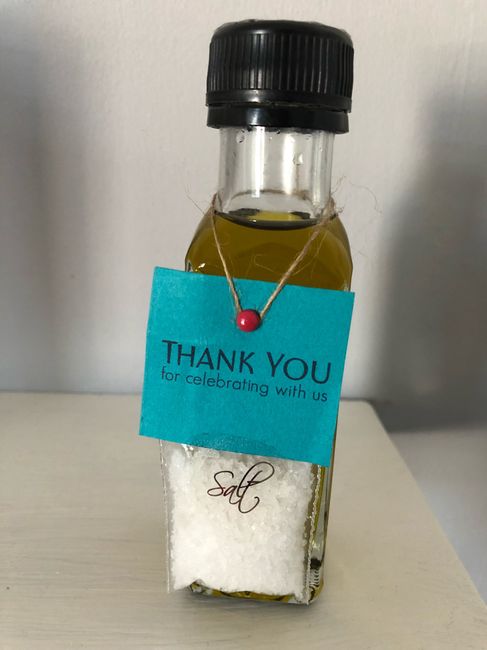 THANK YOU
for celebrating with us
Salt